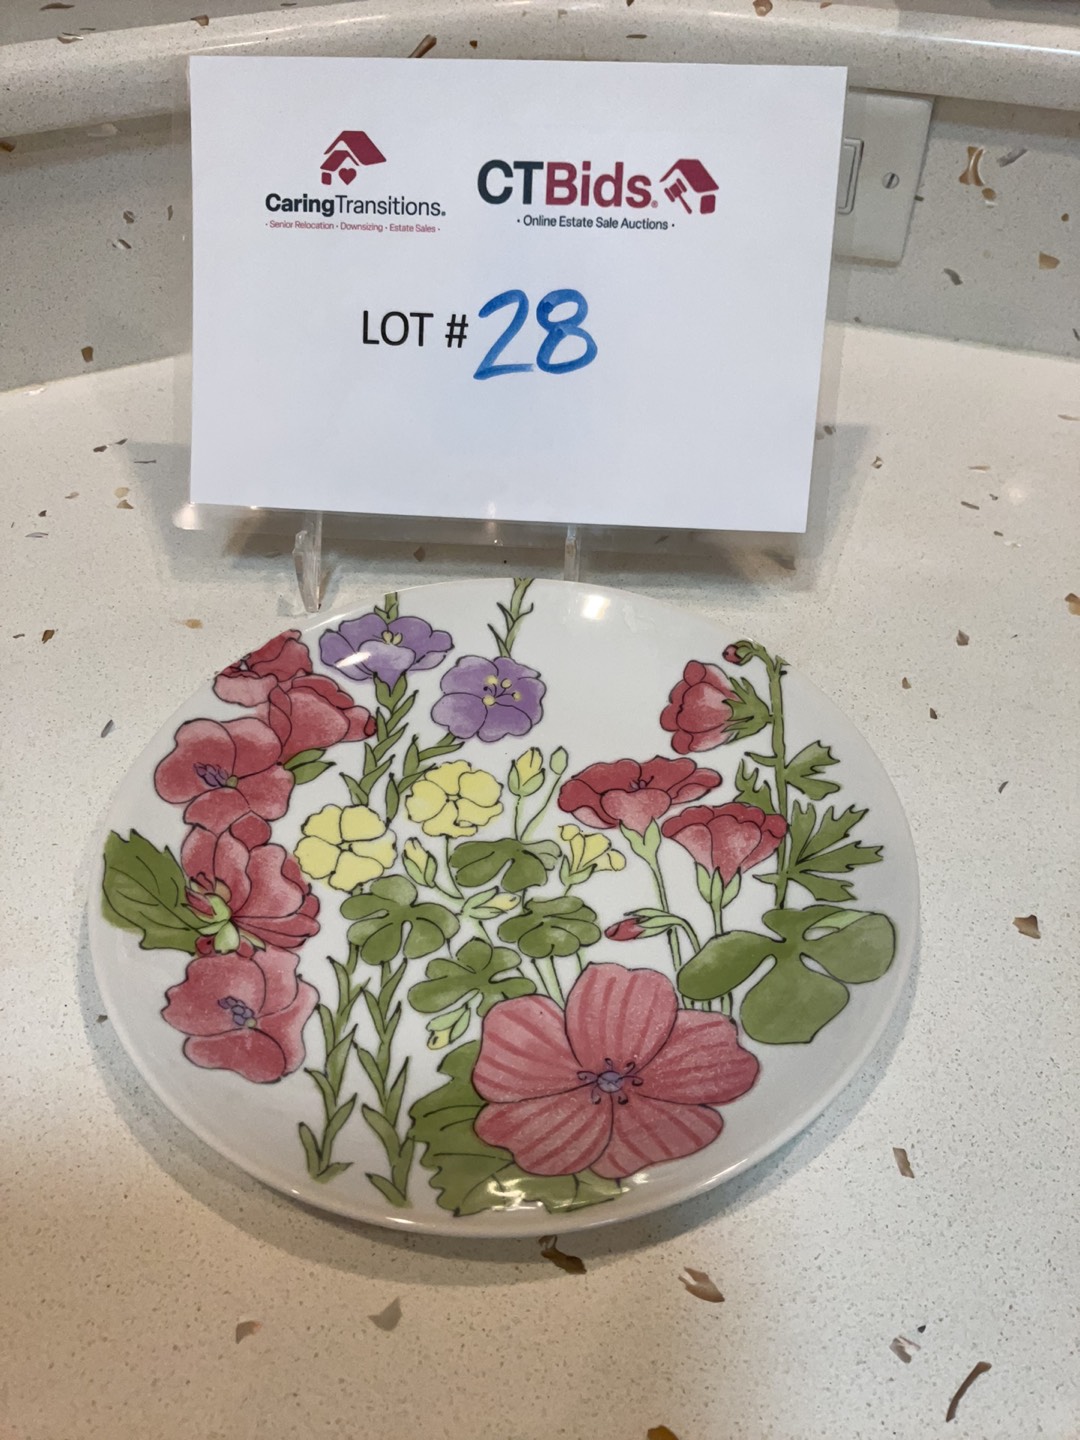 CaringTransitions.
· Senior Relocation · Downsizing · Estate Sales ·
CTBids.®
· Online Estate Sale Auctions ·
LOT # 28